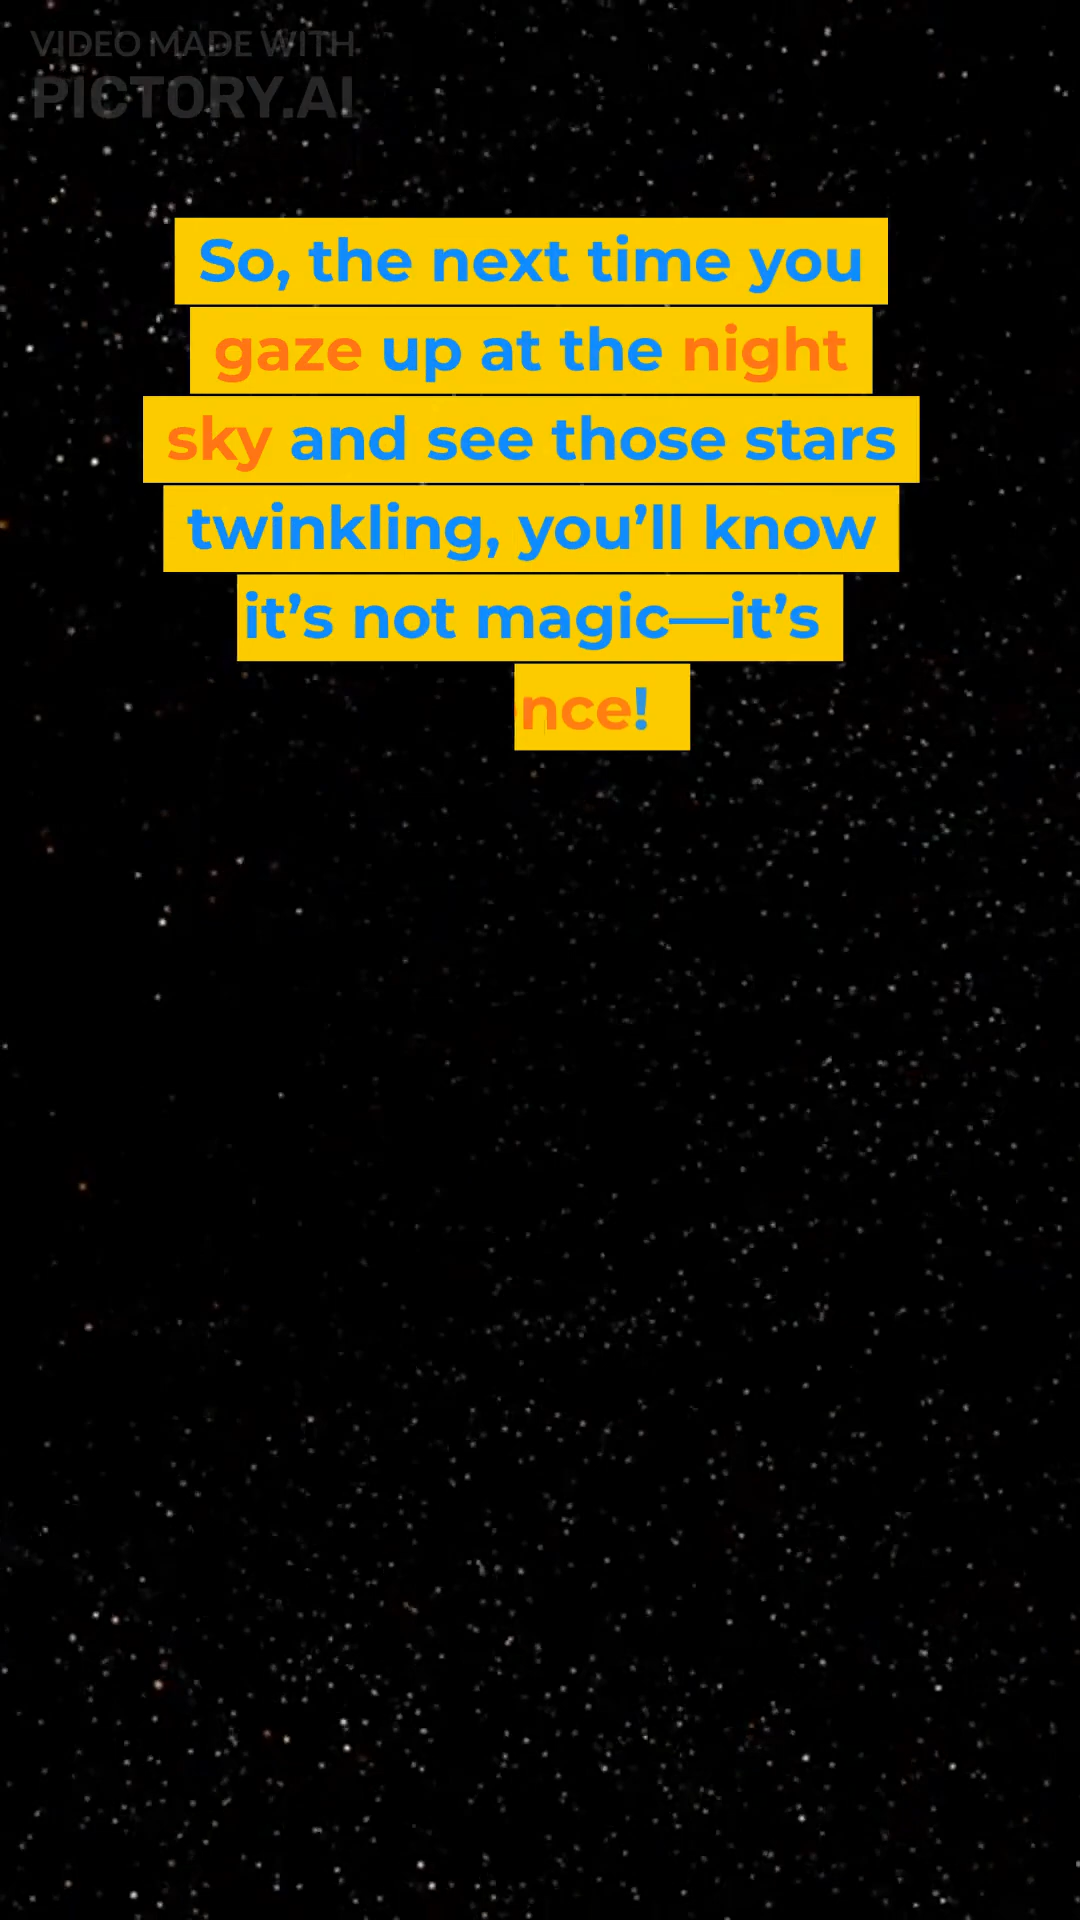 VIDEO MADE WITH
PICTORY.AI
So, the next time you
gaze up at the night
sky and see those stars
twinkling, you’ll know
it’s not magic—it’s
nce!